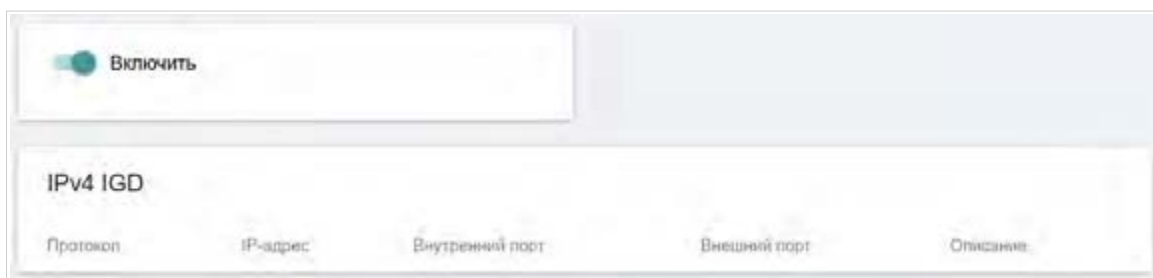 Включить
IPv4 IGD
Протокол IP-адрес Внутренний порт Внешний порт Описание